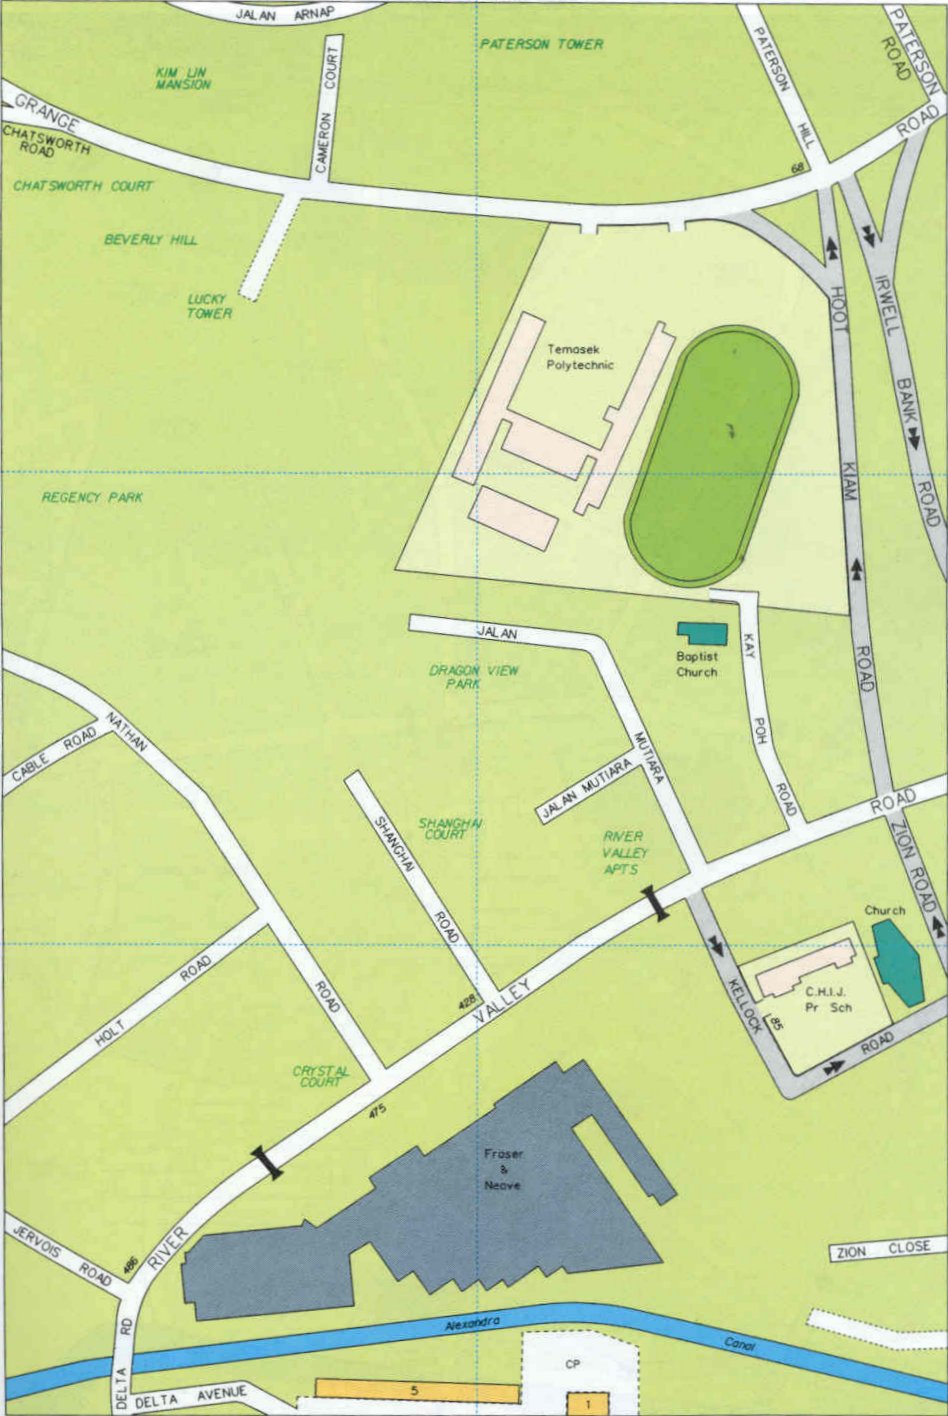 JALAN ARNAP
PATERSON TOWER
PATERSON
HILL
PATERSON
ROAD
KIM LIN
MANSION
CAMERON COURT
GRANGE
ROAD
CHATSWORTH
ROAD
68
CHATSWORTH COURT
BEVERLY HILL
LUCKY
TOWER
HOOT
KIAM
ROAD
IRWELL
BANK
ROAD
Temasek
Polytechnic
REGENCY PARK
JALAN
MUTIARA
Baptist
Church
KAY
POH
ROAD
DRAGON VIEW
PARK
NATHAN
ROAD
CABLE ROAD
JALAN MUTIARA
SHANGHAI
ROAD
SHANGHAI
COURT
RIVER
VALLEY
APTS
ROAD
ZION ROAD
Church
HOLT ROAD
428
VALLEY
KELLOCK
ROAD
85
C.H.I.J.
Pr Sch
CRYSTAL
COURT
475
Fraser
&
Neave
JERVOIS
ROAD
486
RIVER
ZION CLOSE
DELTA RD
Alexandra
Canal
CP
DELTA AVENUE
5
1